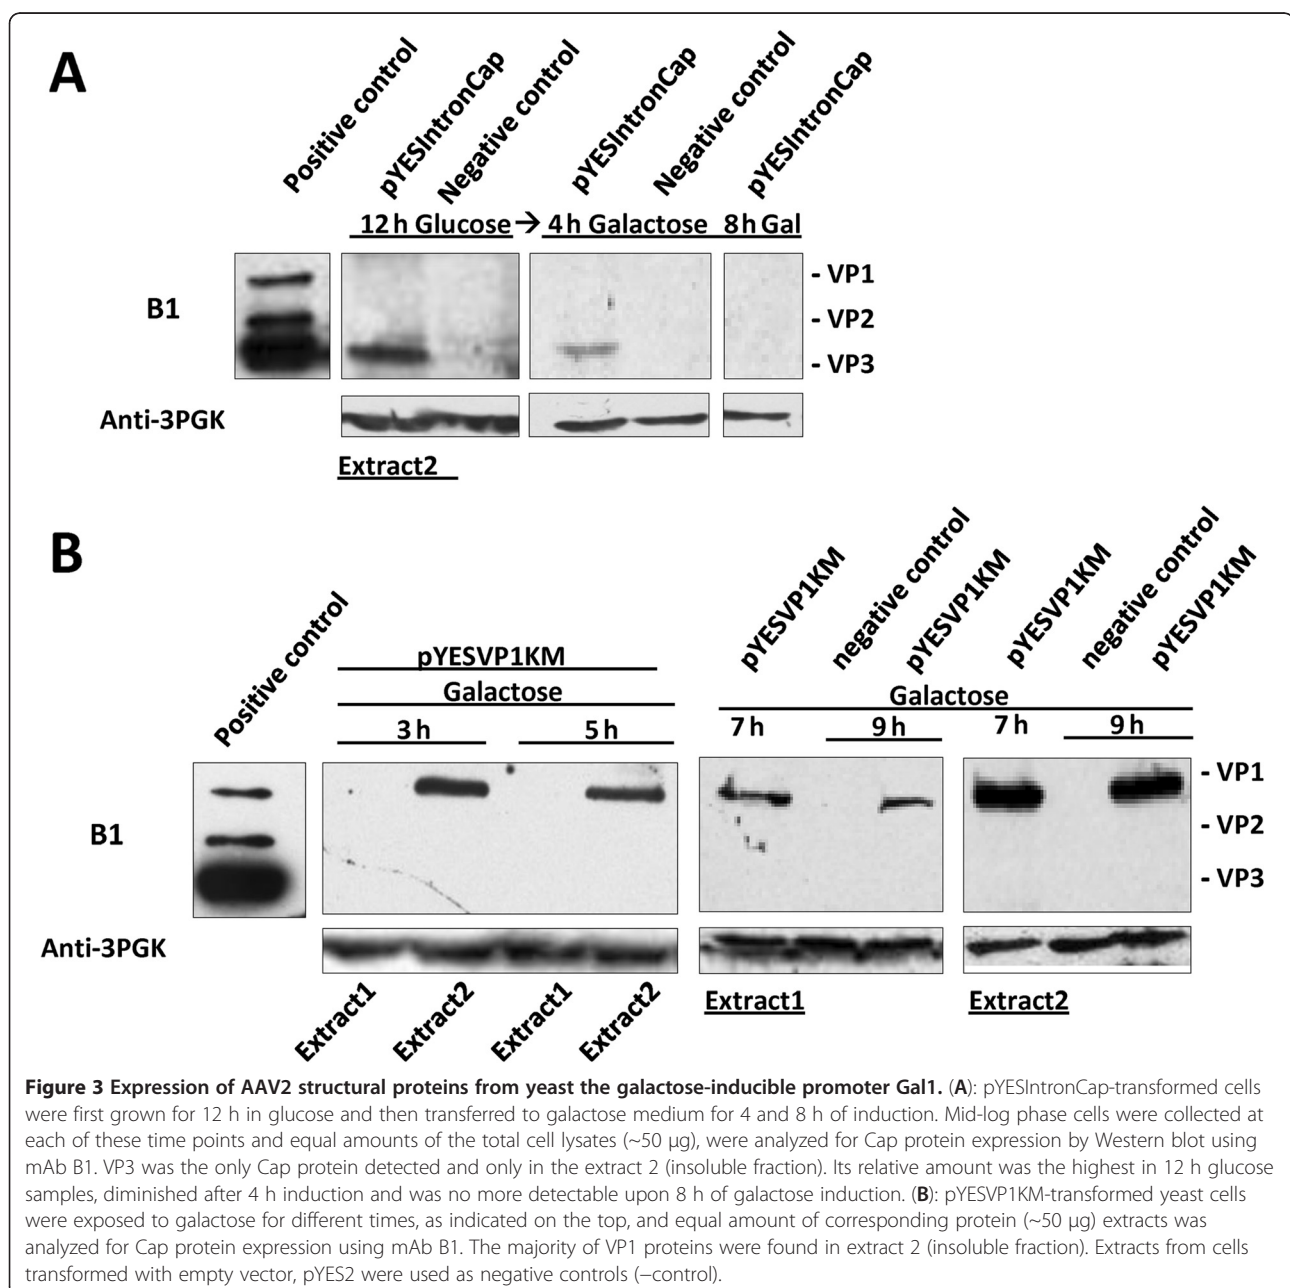 A
Positive control
pYESIntronCap
Negative control
pYESIntronCap
Negative control
pYESIntronCap
12 h Glucose → 4 h Galactose 8 h Gal
- VP1
B1
- VP2
- VP3
Anti-3PGK
Extract2
B
Positive control
pYESVP1KM
negative control
pYESVP1KM
pYESVP1KM
negative control
pYESVP1KM
pYESVP1KM
Galactose
Galactose
3 h 5 h 7 h 9 h 7 h 9 h
- VP1
B1
- VP2
- VP3
Anti-3PGK
Extract1
Extract2
Extract1
Extract2
Extract1
Extract2
Figure 3 Expression of AAV2 structural proteins from yeast the galactose-inducible promoter Gal1. (A): pYESIntronCap-transformed cells
were first grown for 12 h in glucose and then transferred to galactose medium for 4 and 8 h of induction. Mid-log phase cells were collected at
each of these time points and equal amounts of the total cell lysates (~50 μg), were analyzed for Cap protein expression by Western blot using
mAb B1. VP3 was the only Cap protein detected and only in the extract 2 (insoluble fraction). Its relative amount was the highest in 12 h glucose
samples, diminished after 4 h induction and was no more detectable upon 8 h of galactose induction. (B): pYESVP1KM-transformed yeast cells
were exposed to galactose for different times, as indicated on the top, and equal amount of corresponding protein (~50 μg) extracts was
analyzed for Cap protein expression using mAb B1. The majority of VP1 proteins were found in extract 2 (insoluble fraction). Extracts from cells
transformed with empty vector, pYES2 were used as negative controls (−control).